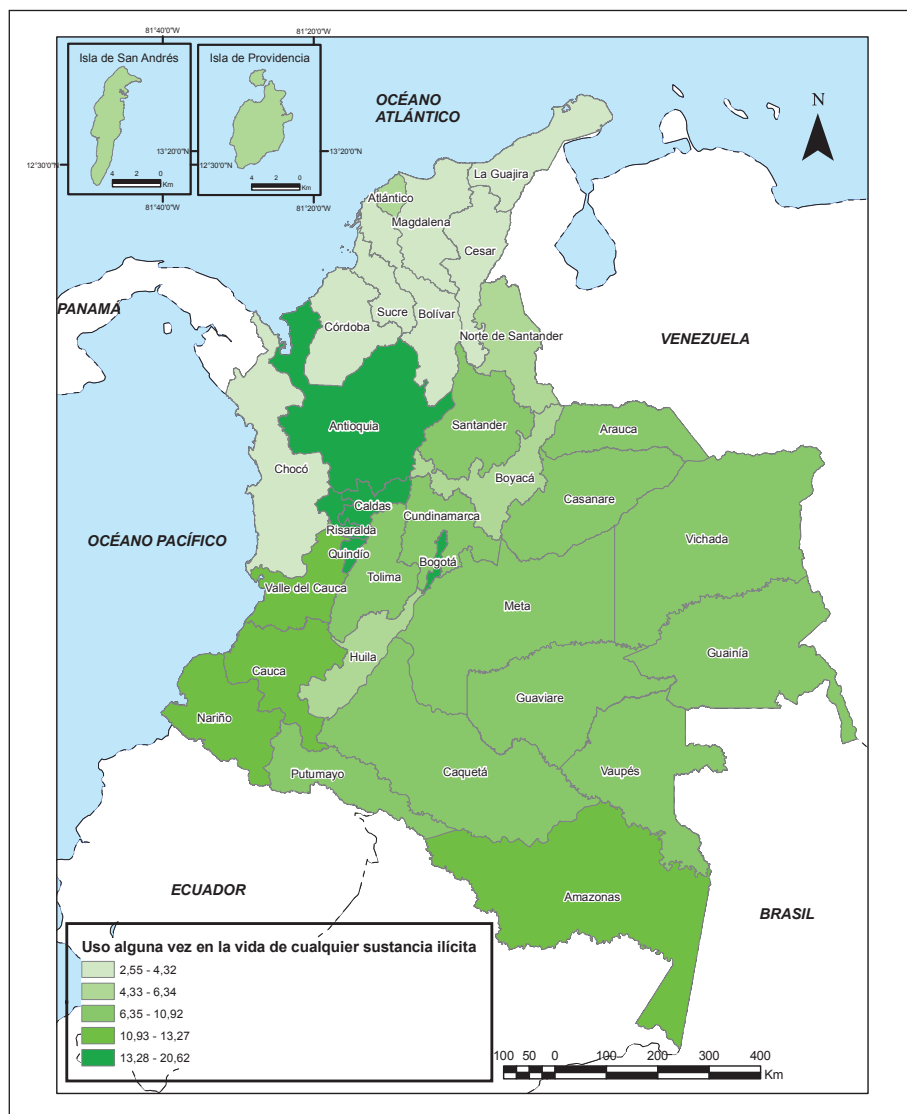 81°40'0"W
81°20'0"W
Isla de San Andrés
Isla de Providencia
OCÉANO
ATLÁNTICO
N
12°30'0"N
13°20'0"N
12°30'0"N
13°20'0"N
4 2 0
Km
4 2 0
Km
81°40'0"W
81°20'0"W
La Guajira
Atlántico
Magdalena
Cesar
PANAMÁ
Sucre
Bolívar
Córdoba
Norte de Santander
VENEZUELA
Antioquia
Santander
Arauca
Chocó
Boyacá
Casanare
Caldas
Cundinamarca
Risaralda
OCÉANO PACÍFICO
Vichada
Quindío
Bogotá
Tolima
Valle del Cauca
Meta
Huila
Guainía
Cauca
Guaviare
Nariño
Putumayo
Caquetá
Vaupés
ECUADOR
Amazonas
BRASIL
Uso alguna vez en la vida de cualquier sustancia ilícita
2,55 - 4,32
4,33 - 6,34
6,35 - 10,92
10,93 - 13,27
13,28 - 20,62
100 50 0 100 200 300 400
Km